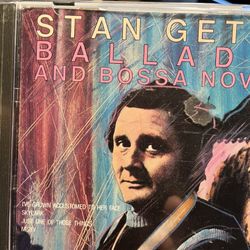 STAN GET
BALLAD
AND BOSSA NOV
I'VE GROWN ACCUSTOMED TO HER FACE
SKYLARK
JUST ONE OF THOSE THINGS
MISTY